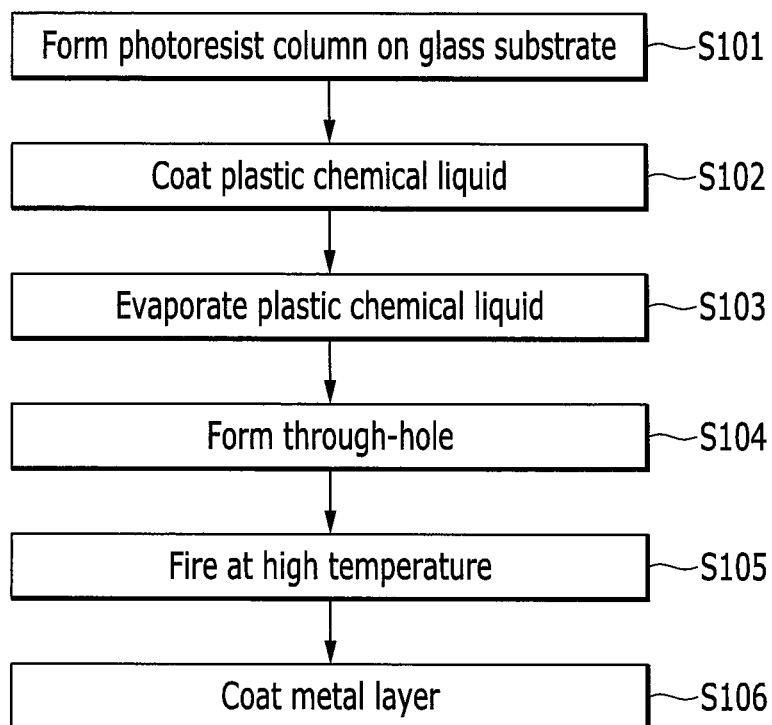 Form photoresist column on glass substrate S101
Coat plastic chemical liquid S102
Evaporate plastic chemical liquid S103
Form through-hole S104
Fire at high temperature S105
Coat metal layer S106